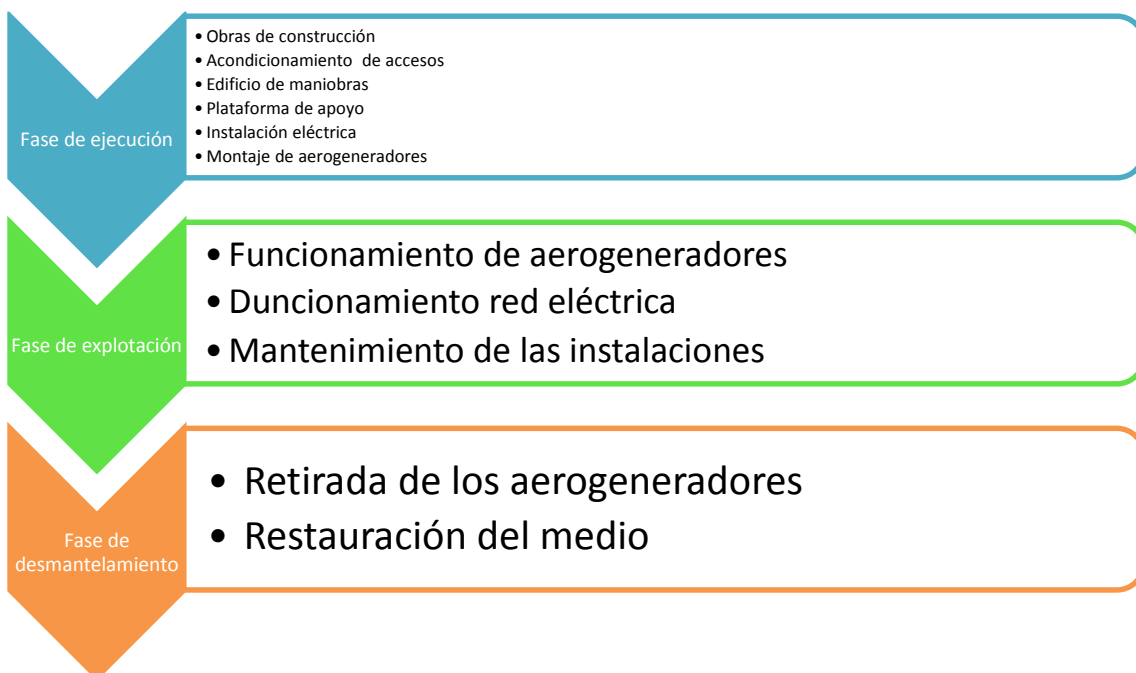 Fase de ejecución
• Obras de construcción
• Acondicionamiento  de accesos
• Edificio de maniobras
• Plataforma de apoyo
• Instalación eléctrica
• Montaje de aerogeneradores
Fase de explotación
• Funcionamiento de aerogeneradores
• Duncionamiento red eléctrica
• Mantenimiento de las instalaciones
Fase de
desmantelamiento
• Retirada de los aerogeneradores
• Restauración del medio